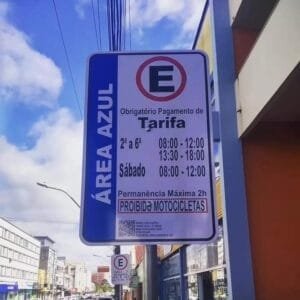 ÁREA AZUL
E
Obrigatório Pagamento de
Tarifa
2ª a 6ª 08:00 - 12:00
13:30 - 18:00
Sábado 08:00 - 12:00
Permanência Máxima 2h
PROIBIDO MOTOCICLETAS
E